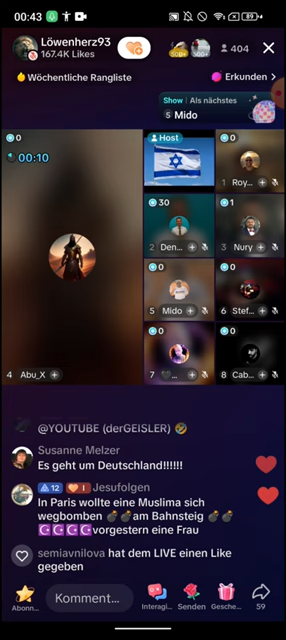 00:43
89
Löwenherz93
167.4K Likes
500+
100+
404
Wöchentliche Rangliste
Erkunden
Show Als nächstes
S Mido
0
00:10
Host
0
1 Roy...
30
2 Den...
1
3 Nury
0
5 Mido
0
6 Stef...
0
7 🖤...
0
8 Cab...
4 Abu_X
@YOUTUBE (derGEISLER) 🤣
Susanne Melzer
Es geht um Deutschland!!!!!!
12 I Jesufolgen
In Paris wollte eine Muslima sich
wegbomben 💣💣am Bahnsteig 💣💣
☪️☪️☪️☪️vorgestern eine Frau
semiavnilova hat dem LIVE einen Like
gegeben
Abonn...
Komment...
Interagi...
Senden
Gesche...
59